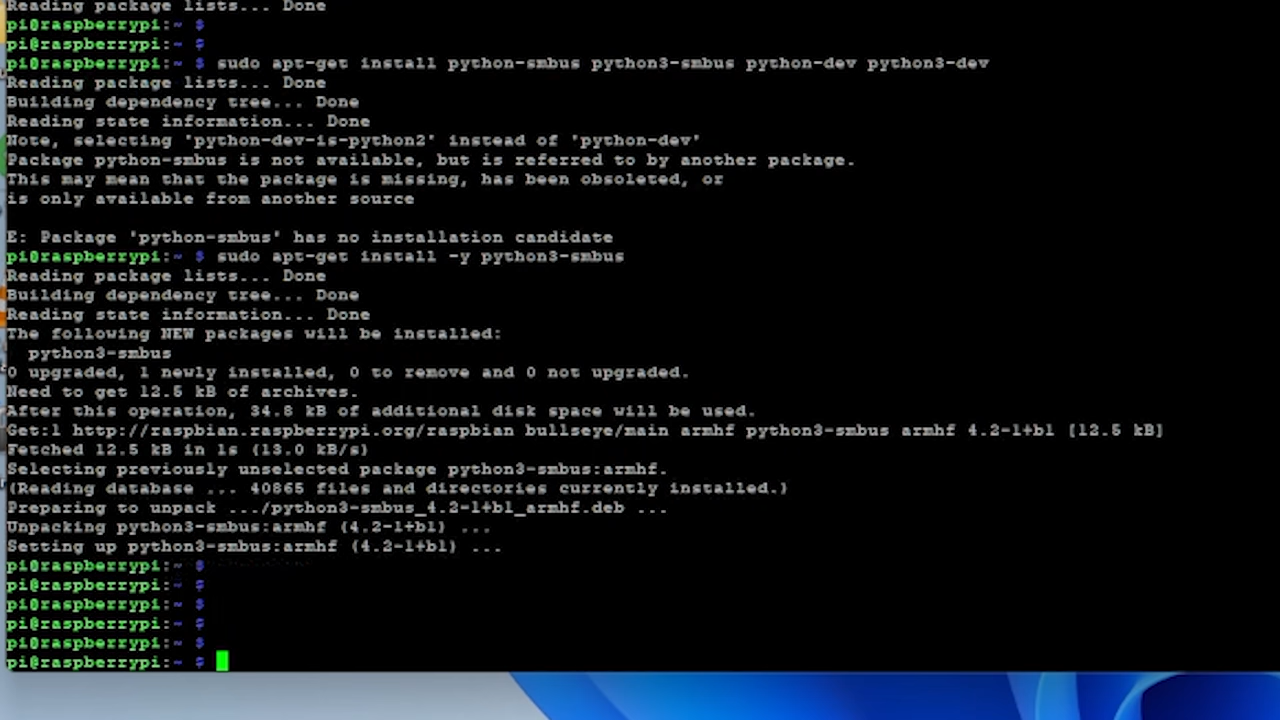 Reading package lists... Done
pi@raspberrypi:~ $
pi@raspberrypi:~ $
pi@raspberrypi:~ $ sudo apt-get install python-smbus python3-smbus python-dev python3-dev
Reading package lists... Done
Building dependency tree... Done
Reading state information... Done
Note, selecting 'python-dev-is-python2' instead of 'python-dev'
Package python-smbus is not available, but is referred to by another package.
This may mean that the package is missing, has been obsoleted, or
is only available from another source

E: Package 'python-smbus' has no installation candidate
pi@raspberrypi:~ $ sudo apt-get install -y python3-smbus
Reading package lists... Done
Building dependency tree... Done
Reading state information... Done
The following NEW packages will be installed:
  python3-smbus
0 upgraded, 1 newly installed, 0 to remove and 0 not upgraded.
Need to get 12.5 kB of archives.
After this operation, 34.8 kB of additional disk space will be used.
Get:1 http://raspbian.raspberrypi.org/raspbian bullseye/main armhf python3-smbus armhf 4.2-1+b1 [12.5 kB]
Fetched 12.5 kB in 1s (13.0 kB/s)
Selecting previously unselected package python3-smbus:armhf.
(Reading database ... 40865 files and directories currently installed.)
Preparing to unpack .../python3-smbus_4.2-1+b1_armhf.deb ...
Unpacking python3-smbus:armhf (4.2-1+b1) ...
Setting up python3-smbus:armhf (4.2-1+b1) ...
pi@raspberrypi:~ $
pi@raspberrypi:~ $
pi@raspberrypi:~ $
pi@raspberrypi:~ $
pi@raspberrypi:~ $
pi@raspberrypi:~ $